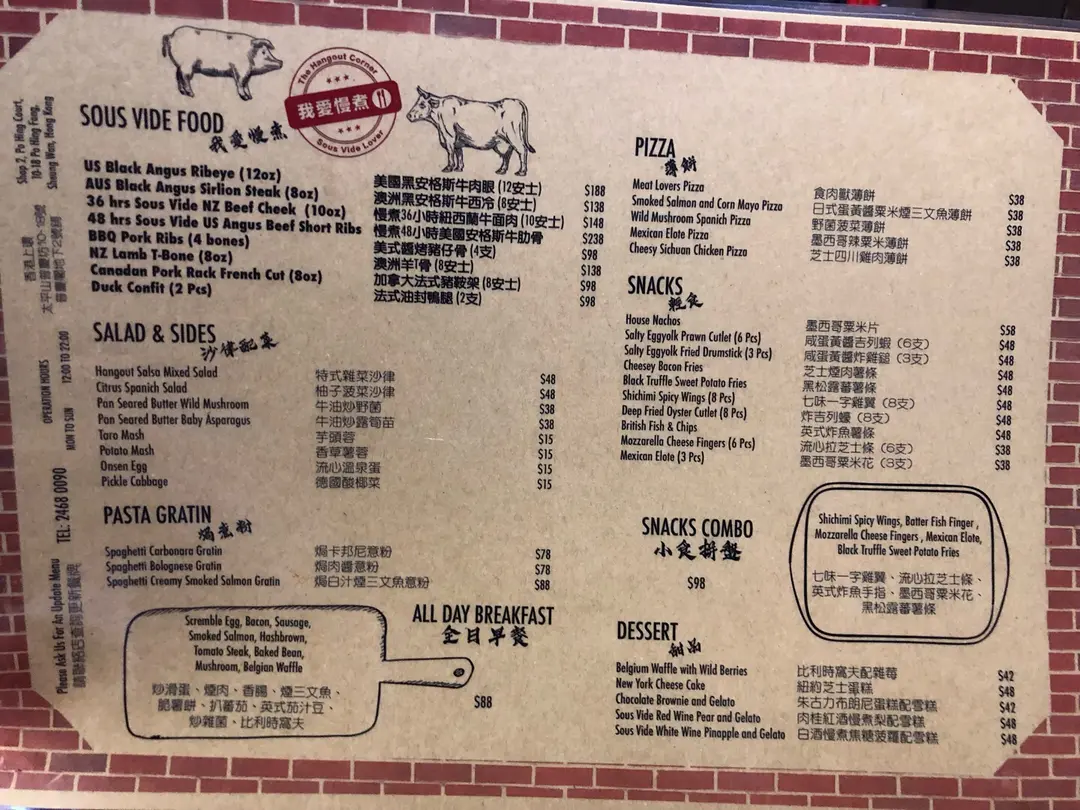 The Hangout Corner
我愛慢煮
Sous Vide Lover
SOUS VIDE FOOD
我愛慢煮
US Black Angus Ribeye (12oz) 美國黑安格斯牛肉眼 (12安士) $188
AUS Black Angus Sirlion Steak (8oz) 澳洲黑安格斯牛西冷 (8安士) $138
36 hrs Sous Vide NZ Beef Cheek (10oz) 慢煮36小時紐西蘭牛面肉 (10安士) $148
48 hrs Sous Vide US Angus Beef Short Ribs 慢煮48小時美國安格斯牛肋骨 $238
BBQ Pork Ribs (4 bones) 美式醬烤豬仔骨 (4支) $98
NZ Lamb T-Bone (8oz) 澳洲羊T骨 (8安士) $138
Canadan Pork Rack French Cut (8oz) 加拿大法式豬鞍架 (8安士) $98
Duck Confit (2 Pcs) 法式油封鴨腿 (2支) $98
SALAD & SIDES
沙律配菜
Hangout Salsa Mixed Salad 特式雜菜沙律 $48
Citrus Spanich Salad 柚子菠菜沙律 $48
Pan Seared Butter Wild Mushroom 牛油炒野菌 $38
Pan Seared Butter Baby Asparagus 牛油炒露筍苗 $38
Taro Mash 芋頭蓉 $15
Potato Mash 香草薯蓉 $15
Onsen Egg 流心溫泉蛋 $15
Pickle Cabbage 德國酸椰菜 $15
PASTA GRATIN
焗意粉
Spaghetti Carbonara Gratin 焗卡邦尼意粉 $78
Spaghetti Bolognese Gratin 焗肉醬意粉 $78
Spaghetti Creamy Smoked Salmon Gratin 焗白汁煙三文魚意粉 $88
Scremble Egg, Bacon, Sausage,
Smoked Salmon, Hashbrown,
Tomato Steak, Baked Bean,
Mushroom, Belgian Waffle
炒滑蛋、煙肉、香腸、煙三文魚、
脆薯餅、扒蕃茄、英式茄汁豆、
炒雜菌、比利時窩夫
ALL DAY BREAKFAST
全日早餐
$88
PIZZA
薄餅
Meat Lovers Pizza 食肉獸薄餅 $38
Smoked Salmon and Corn Mayo Pizza 日式蛋黃醬粟米煙三文魚薄餅 $38
Wild Mushroom Spanich Pizza 野菌菠菜薄餅 $38
Mexican Elote Pizza 墨西哥辣粟米薄餅 $38
Cheesy Sichuan Chicken Pizza 芝士四川雞肉薄餅 $38
SNACKS
輕食
House Nachos 墨西哥粟米片 $58
Salty Eggyolk Prawn Cutlet (6 Pcs) 咸蛋黃醬吉列蝦 (6支) $48
Salty Eggyolk Fried Drumstick (3 Pcs) 咸蛋黃醬炸雞鎚 (3支) $48
Cheesey Bacon Fries 芝士煙肉薯條 $48
Black Truffle Sweet Potato Fries 黑松露蕃薯條 $48
Shichimi Spicy Wings (8 Pcs) 七味一字雞翼 (8支) $48
Deep Fried Oyster Cutlet (8 Pcs) 炸吉列蠔 (8支) $48
British Fish & Chips 英式炸魚薯條 $48
Mozzarella Cheese Fingers (6 Pcs) 流心拉芝士條 (6支) $38
Mexican Elote (3 Pcs) 墨西哥粟米花 (3支) $38
SNACKS COMBO
小食拼盤
$98
Shichimi Spicy Wings, Batter Fish Finger ,
Mozzarella Cheese Fingers , Mexican Elote,
Black Truffle Sweet Potato Fries
七味一字雞翼、流心拉芝士條、
英式炸魚手指、墨西哥粟米花、
黑松露蕃薯條
DESSERT
甜品
Belgium Waffle with Wild Berries 比利時窩夫配雜莓 $42
New York Cheese Cake 紐約芝士蛋糕 $48
Chocolate Brownie and Gelato 朱古力布朗尼蛋糕配雪糕 $42
Sous Vide Red Wine Pear and Gelato 肉桂紅酒慢煮梨配雪糕 $48
Sous Vide White Wine Pinapple and Gelato 白酒慢煮焦糖菠蘿配雪糕 $48
Shop 2, Po Hing Court,
10-18 Po Hing Fong,
Sheung Wan, Hong Kong
香港上環
OPERATION HOURS
MON TO SUN 12:00 TO 22:00
TEL: 2468 0090
Please Ask Us For An Update Menu
請聯絡店查詢更新餐牌